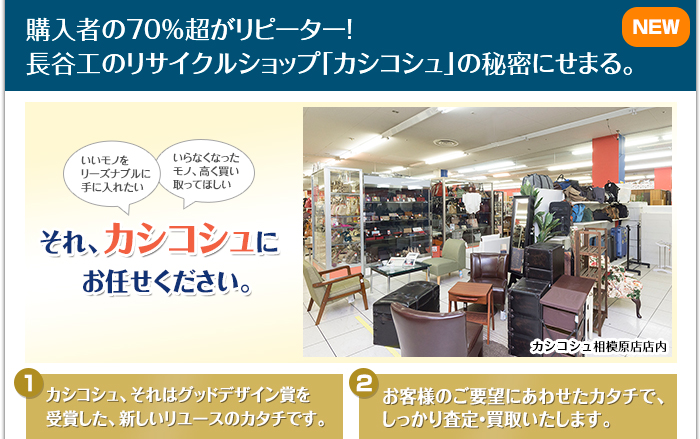 購入者の70%超がリピーター!
NEW
長谷工のリサイクルショップ「カシコシュ」の秘密にせまる。
いいモノを
リーズナブルに
手に入れたい
いらなくなった
モノ、高く買い
取ってほしい
それ、カシコシュに
お任せください。
カシコシュ相模原店店内
1
カシコシュ、それはグッドデザイン賞を
受賞した、新しいリユースのカタチです。
2
お客様のご要望にあわせたカタチで、
しっかり査定・買取いたします。